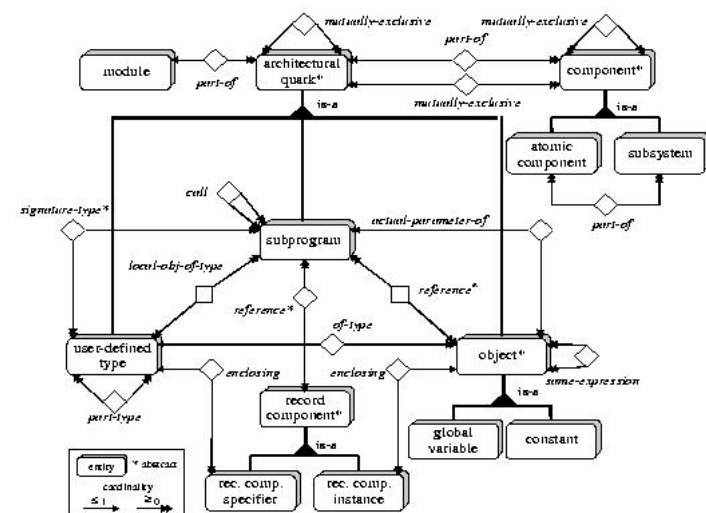 mutually-exclusive
mutually-exclusive
part-of
module
part-of
architectural
quark*
component*
mutually-exclusive
is-a
is-a
atomic
component
subsystem
call
signature-type*
actual-parameter-of
part-of
subprogram
local-obj-of-type
reference*
reference*
of-type
user-defined
type
object*
enclosing
enclosing
same-expression
part-type
record
component*
is-a
global
variable
constant
is-a
entity
* abstract
cardinality
≤1
≥0
rec. comp.
specifier
rec. comp.
instance